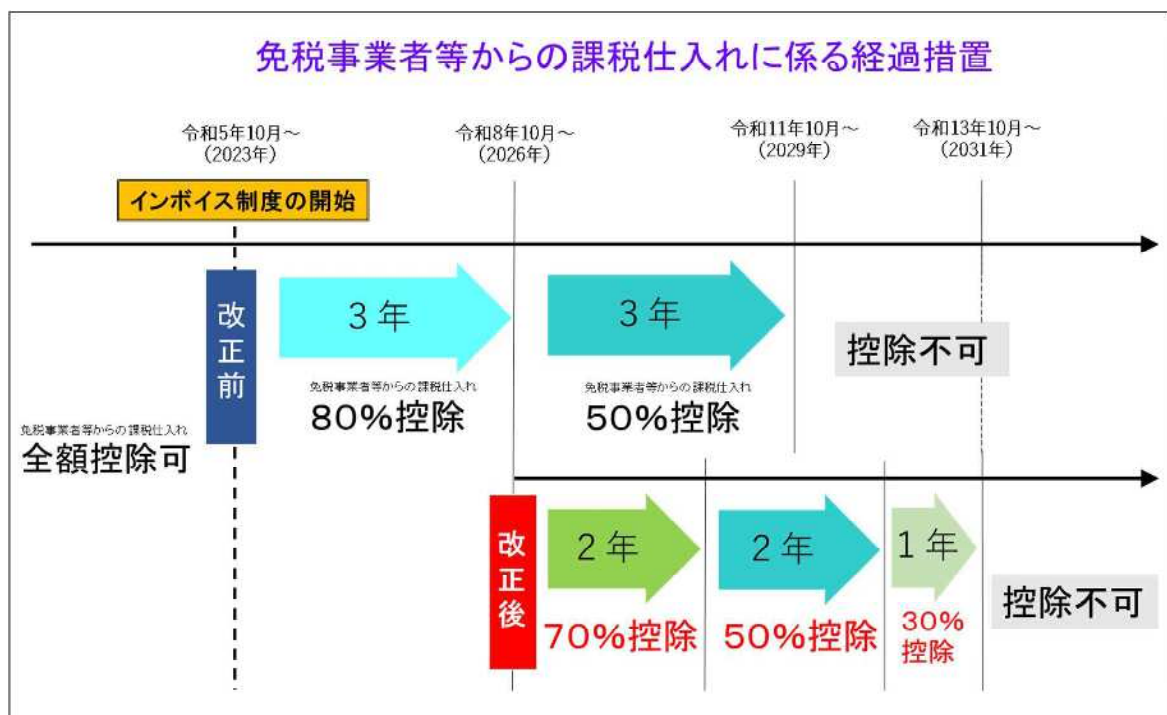 免税事業者等からの課税仕入れに係る経過措置
令和5年10月～
(2023年)
令和8年10月～
(2026年)
令和11年10月～
(2029年)
令和13年10月～
(2031年)
インボイス制度の開始
改正前
3年
3年
控除不可
免税事業者等からの課税仕入れ
80%控除
免税事業者等からの課税仕入れ
50%控除
免税事業者等からの課税仕入れ
全額控除可
改正後
2年
2年
1年
控除不可
70%控除
50%控除
30%
控除